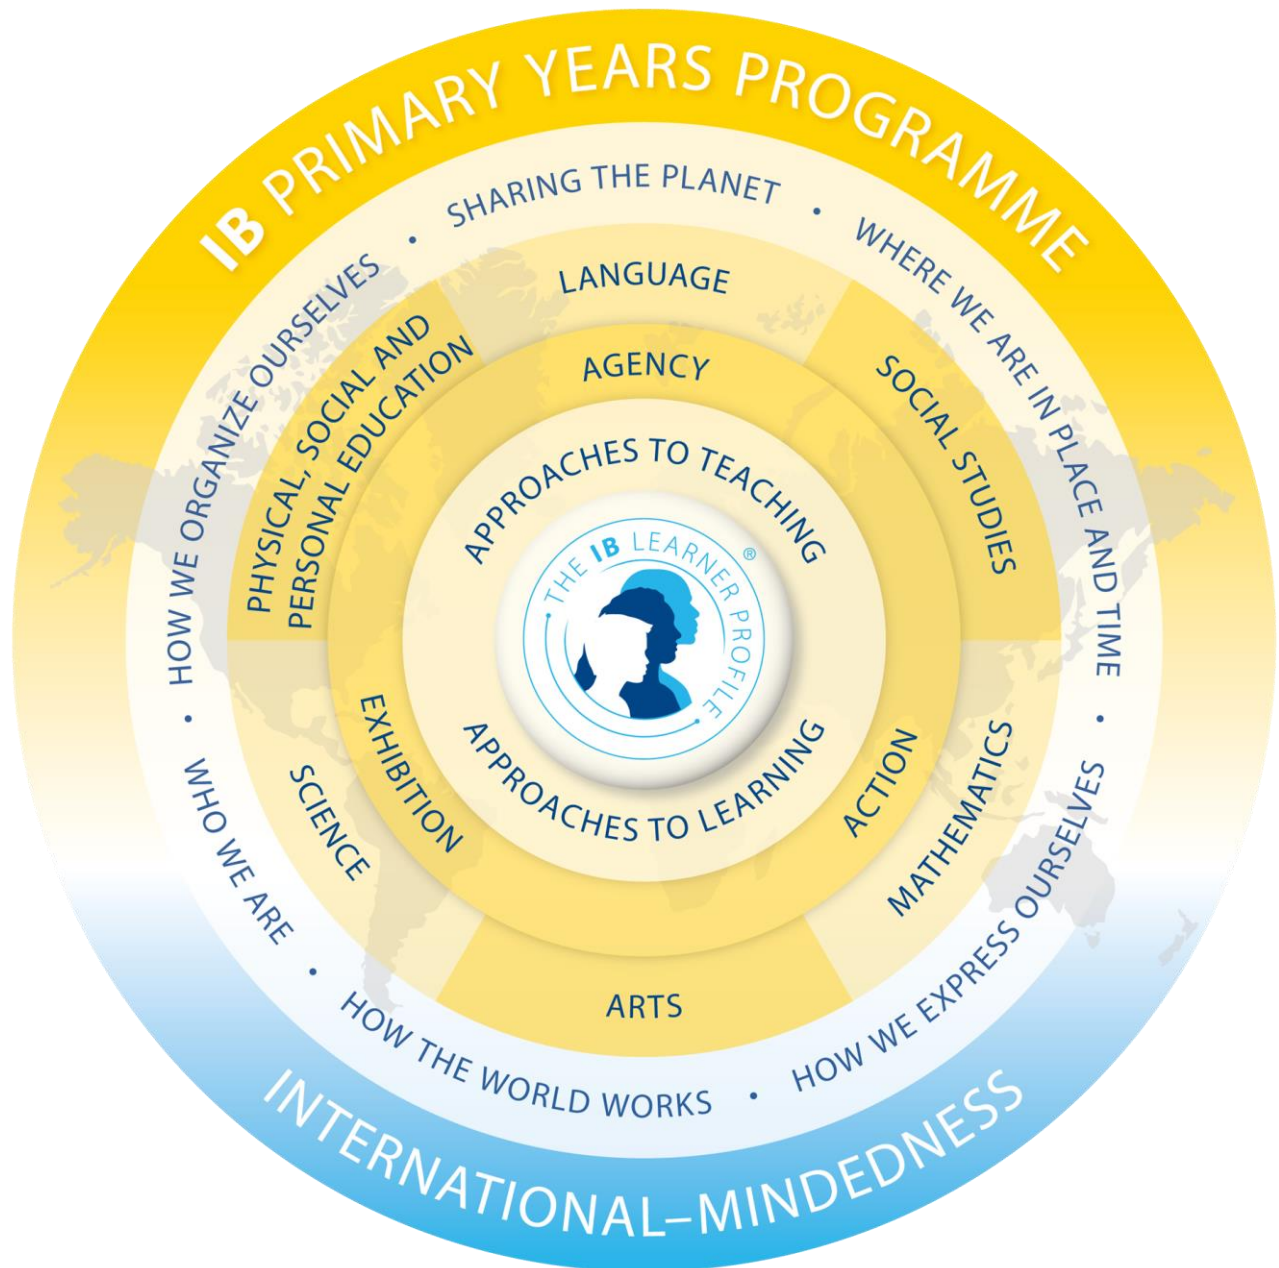 IB PRIMARY YEARS PROGRAMME
SHARING THE PLANET
•
WHERE WE ARE IN PLACE AND TIME
•
HOW WE EXPRESS OURSELVES
•
HOW THE WORLD WORKS
•
WHO WE ARE
•
HOW WE ORGANIZE OURSELVES
•
LANGUAGE
SOCIAL STUDIES
MATHEMATICS
ARTS
SCIENCE
PHYSICAL, SOCIAL AND
PERSONAL EDUCATION
AGENCY
ACTION
EXHIBITION
APPROACHES TO TEACHING
APPROACHES TO LEARNING
THE IB LEARNER PROFILE ®
INTERNATIONAL–MINDEDNESS